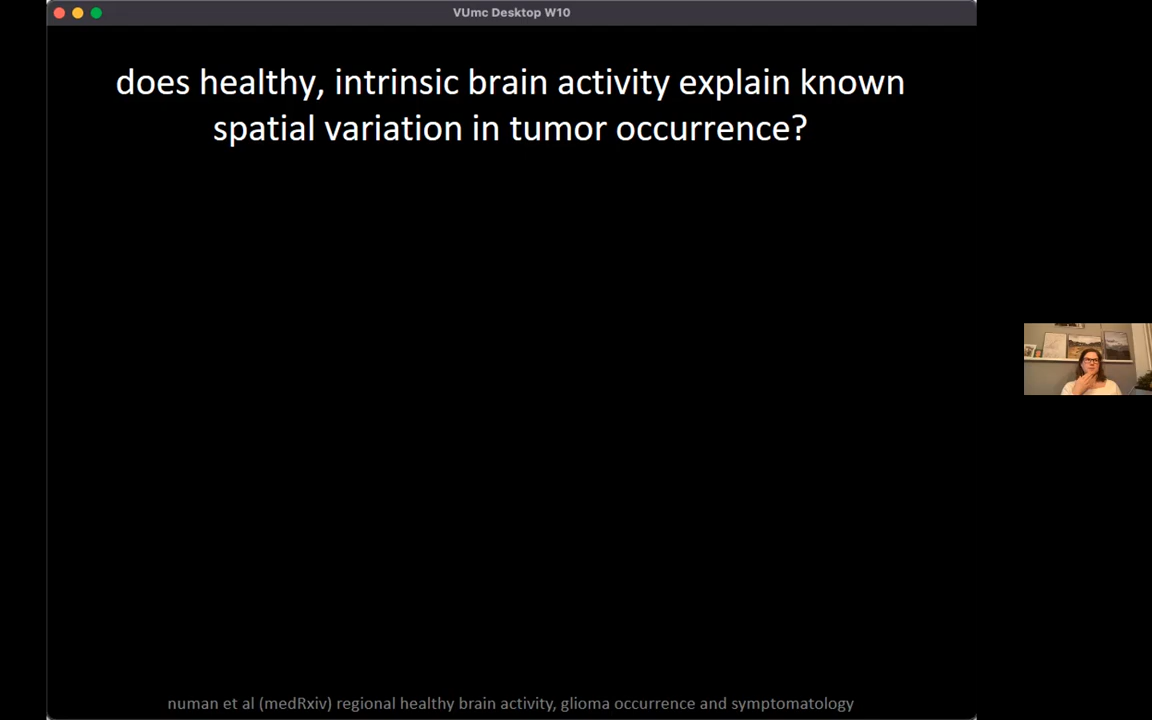 VUmc Desktop W10
does healthy, intrinsic brain activity explain known
spatial variation in tumor occurrence?
numan et al (medRxiv) regional healthy brain activity, glioma occurrence and symptomatology